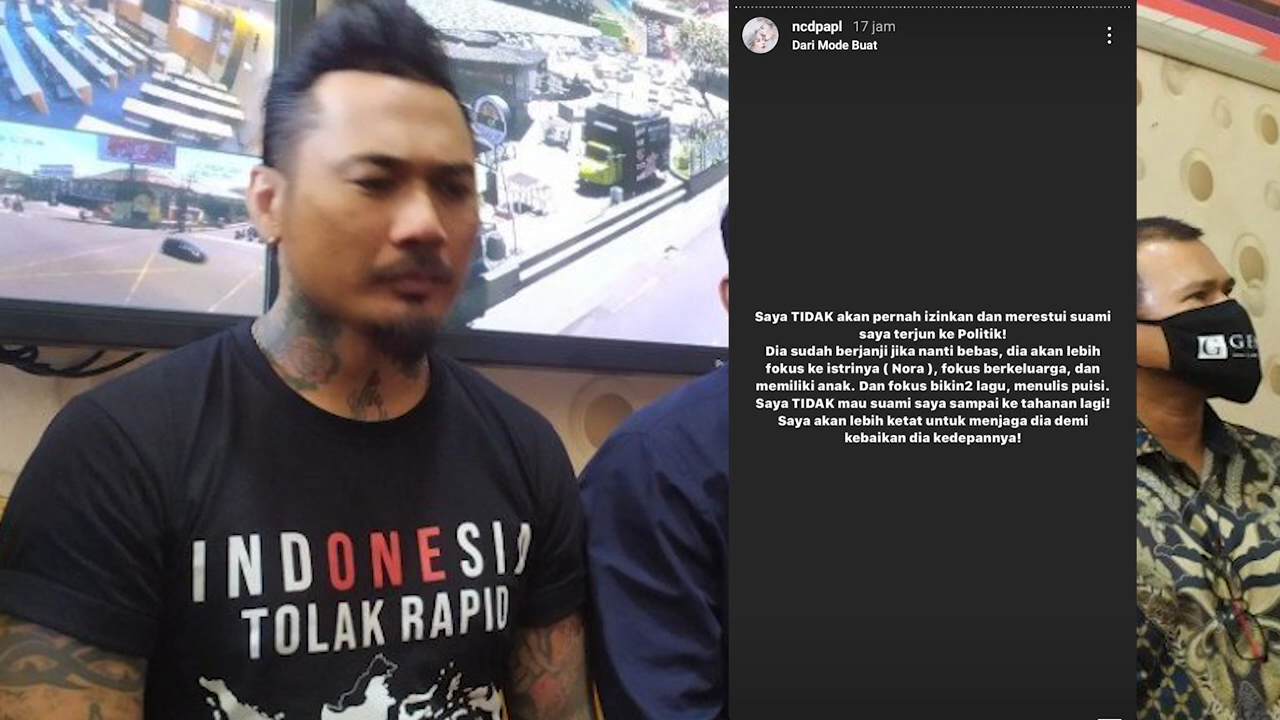 INDONESIA
TOLAK RAPID
ncdpapl 17 jam
Dari Mode Buat
Saya TIDAK akan pernah izinkan dan merestui suami
saya terjun ke Politik!
Dia sudah berjanji jika nanti bebas, dia akan lebih
fokus ke istrinya ( Nora ), fokus berkeluarga, dan
memiliki anak. Dan fokus bikin2 lagu, menulis puisi.
Saya TIDAK mau suami saya sampai ke tahanan lagi!
Saya akan lebih ketat untuk menjaga dia demi
kebaikan dia kedepannya!